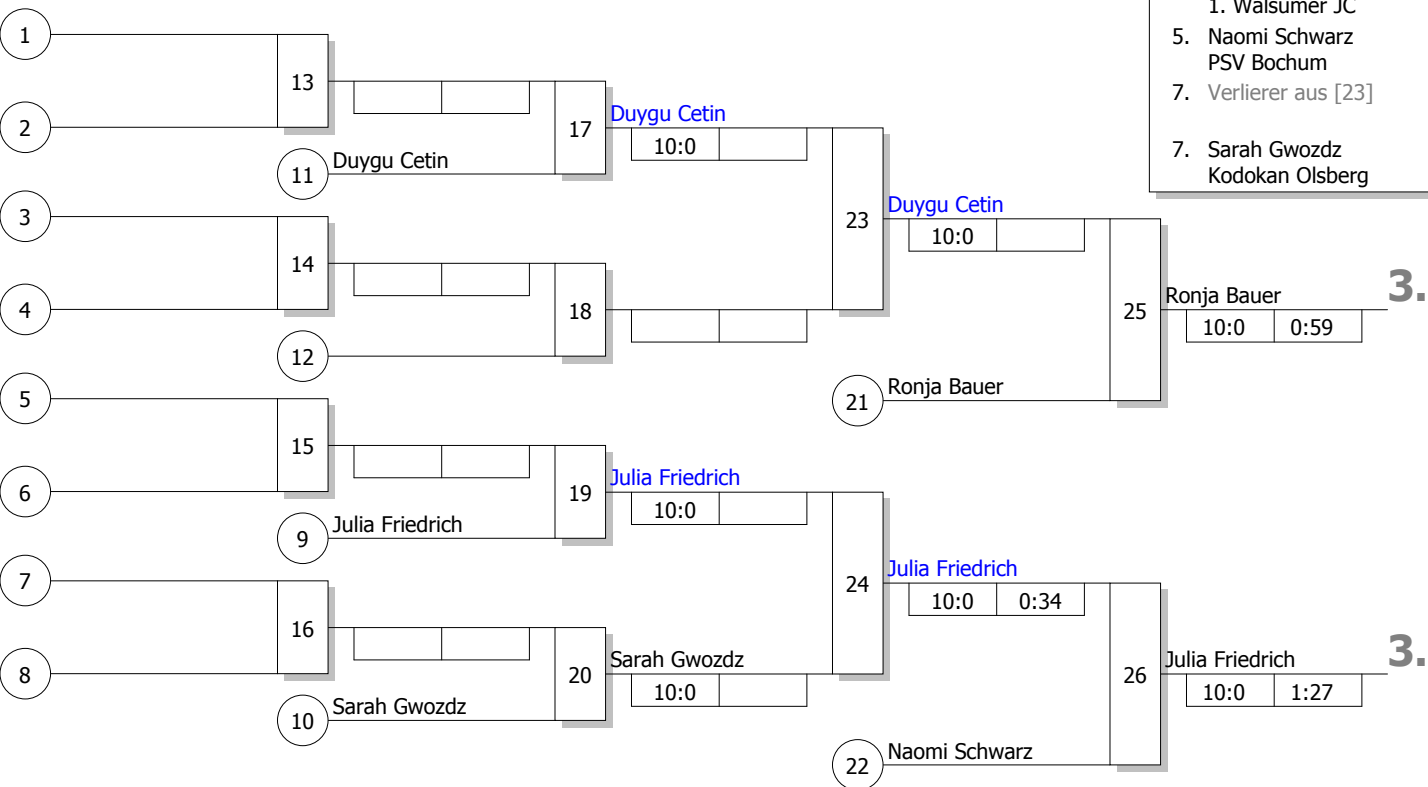 1. Walsumer JC
5. Naomi Schwarz
PSV Bochum
7. Verlierer aus [23]
7. Sarah Gwozdz
Kodokan Olsberg
1
13
2
17
Duygu Cetin
10:0
11
Duygu Cetin
3
23
Duygu Cetin
10:0
14
4
18
12
25
Ronja Bauer
3.
10:0
0:59
5
21
Ronja Bauer
15
6
19
Julia Friedrich
10:0
9
Julia Friedrich
7
24
Julia Friedrich
10:0
0:34
16
8
20
Sarah Gwozdz
10:0
26
Julia Friedrich
3.
10:0
1:27
10
Sarah Gwozdz
22
Naomi Schwarz